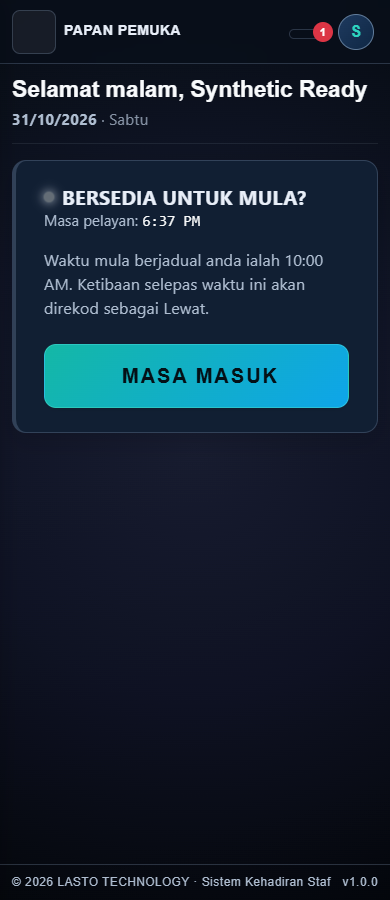 PAPAN PEMUKA
1
S
Selamat malam, Synthetic Ready
31/10/2026 · Sabtu
BERSEDIA UNTUK MULA?
Masa pelayan: 6:37 PM
Waktu mula berjadual anda ialah 10:00
AM. Ketibaan selepas waktu ini akan
direkod sebagai Lewat.
MASA MASUK
© 2026 LASTO TECHNOLOGY · Sistem Kehadiran Staf v1.0.0